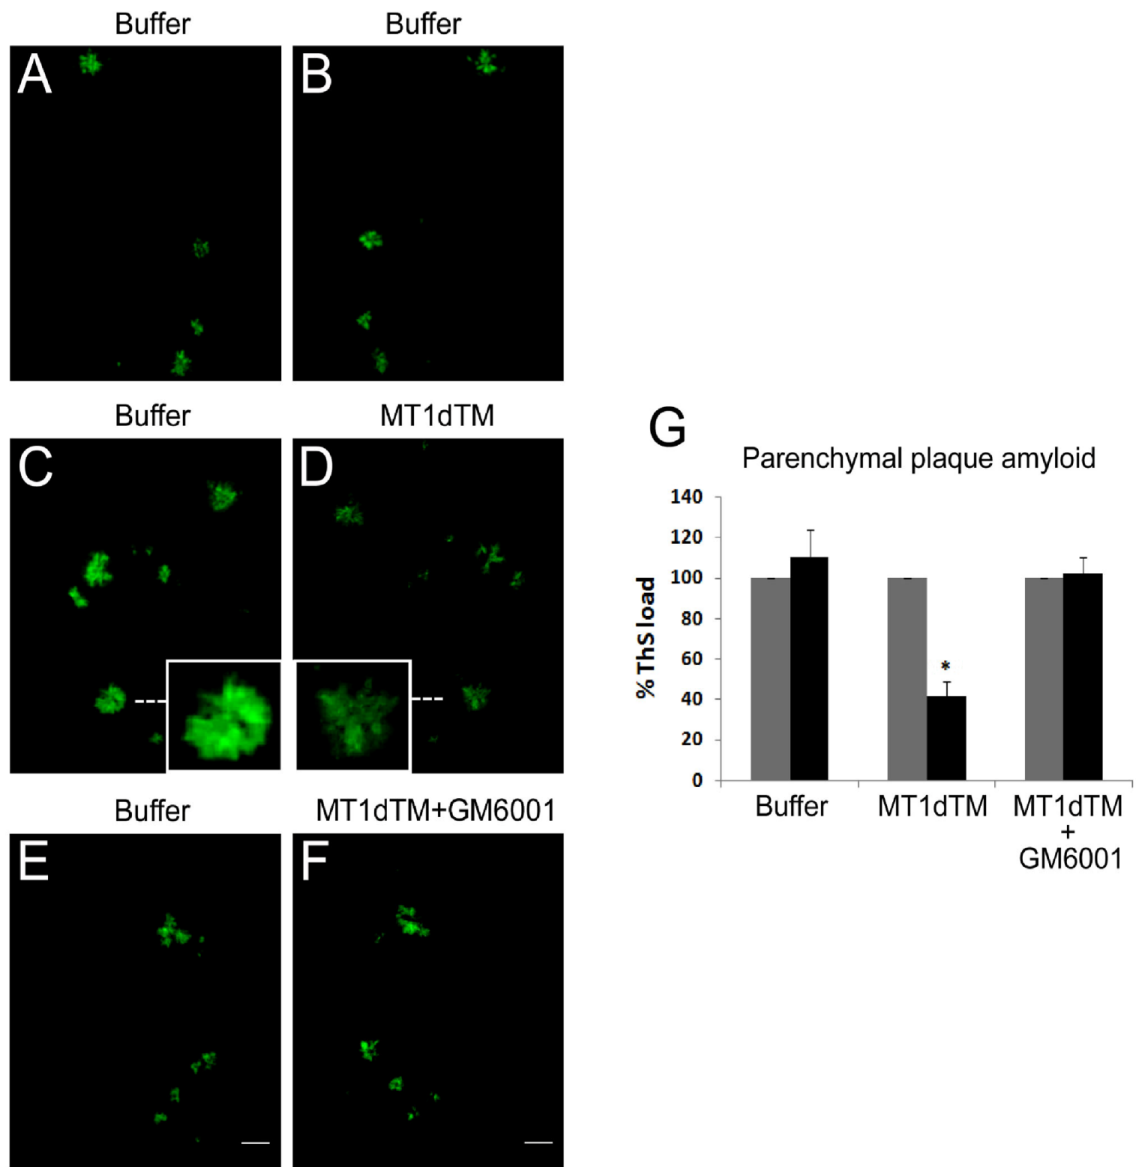 Buffer
Buffer
A
B
Buffer
MT1dTM
C
D
Buffer
MT1dTM+GM6001
E
F
G
Parenchymal plaque amyloid
% ThS load
140
120
100
80
60
40
20
0
*
Buffer
MT1dTM
MT1dTM
+
GM6001